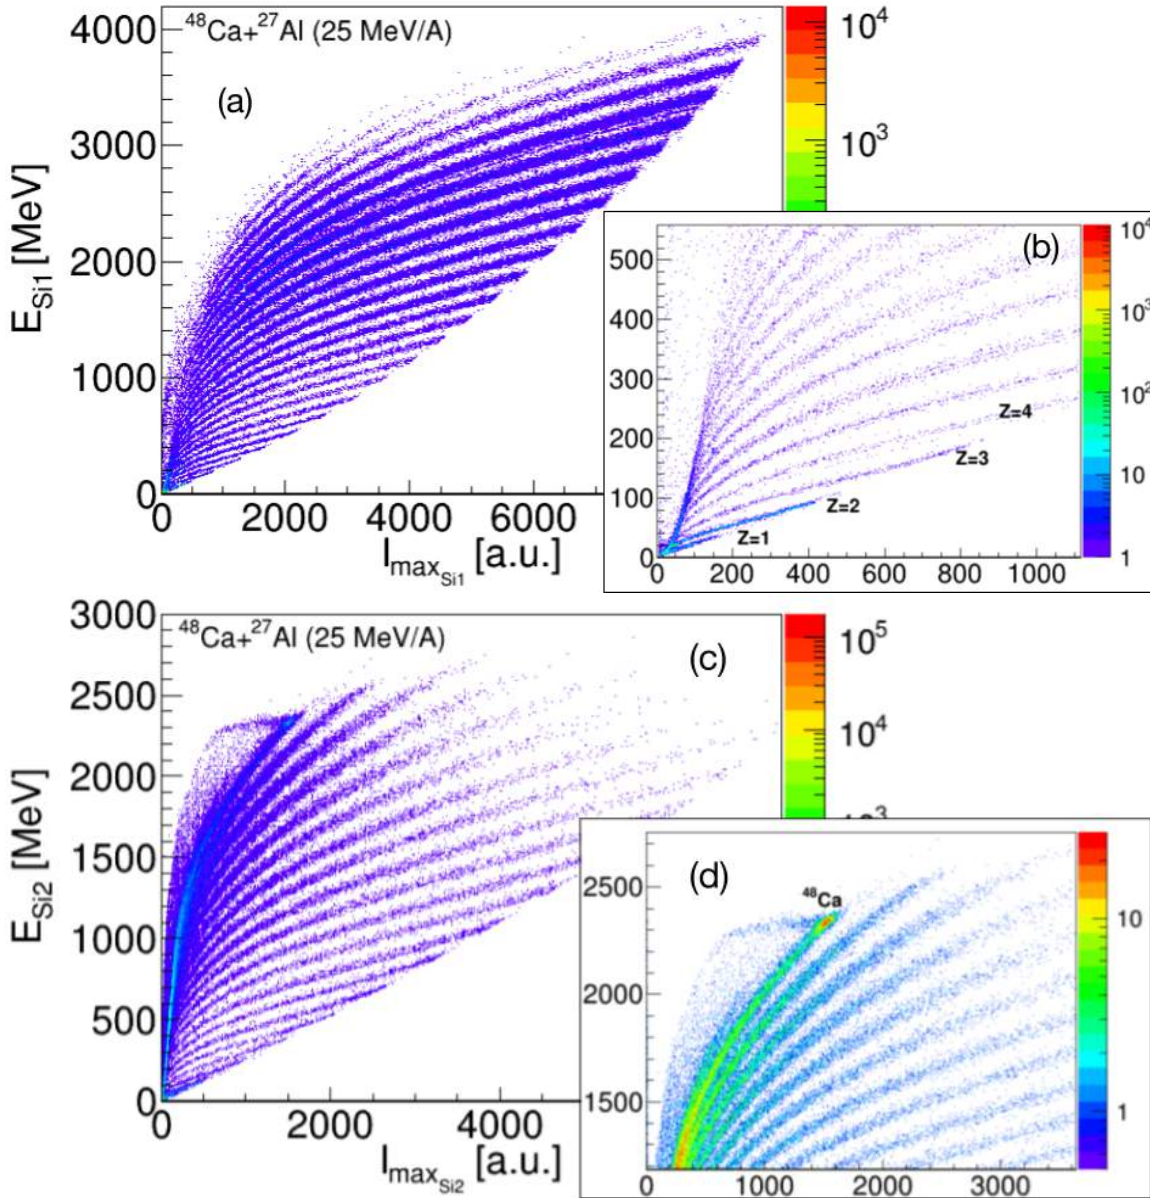 ⁴⁸Ca+²⁷Al (25 MeV/A)
(a)
E_Si1 [MeV]
4000
3000
2000
1000
0
0 2000 4000 6000
I_max_Si1 [a.u.]
10⁴
10³
(b)
500
400
300
200
100
0
0 200 400 600 800 1000
Z=4
Z=3
Z=2
Z=1
10⁴
10³
10²
10
1
⁴⁸Ca+²⁷Al (25 MeV/A)
(c)
E_Si2 [MeV]
3000
2500
2000
1500
1000
500
0
0 2000 4000
I_max_Si2 [a.u.]
10⁵
10⁴
10³
(d)
⁴⁸Ca
2500
2000
1500
0 1000 2000 3000
10
1